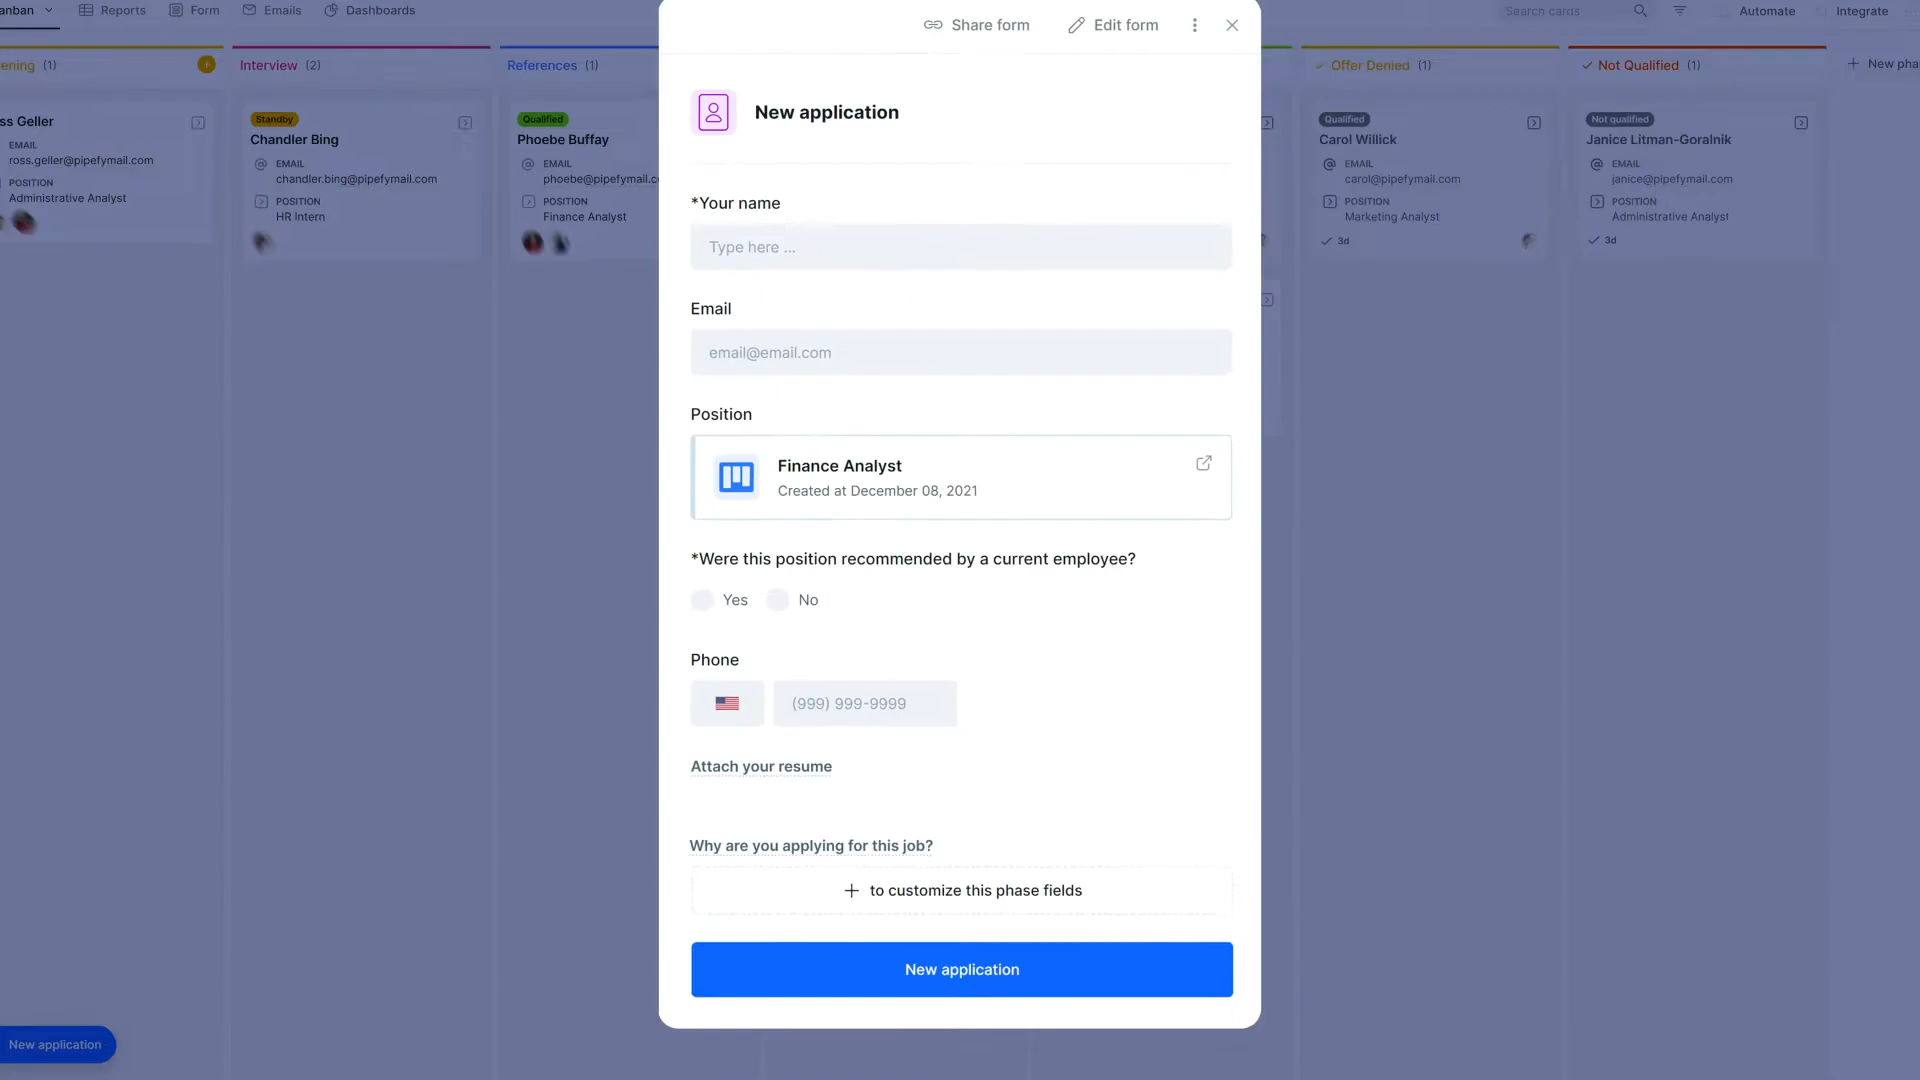 Reports
Form
Emails
Dashboards
Search cards
Automate
Integrate
Share form
Edit form
(1)
Interview (2)
References (1)
Offer Denied (1)
Not Qualified (1)
New
Geller
EMAIL
ross.geller@pipefymail.com
POSITION
Administrative Analyst
Standby
Chandler Bing
EMAIL
chandler.bing@pipefymail.com
POSITION
HR Intern
Qualified
Phoebe Buffay
EMAIL
phoebe@pipefymail.c
POSITION
Finance Analyst
New application
*Your name
Type here ...
Email
email@email.com
Position
Finance Analyst
Created at December 08, 2021
*Were this position recommended by a current employee?
Yes
No
Phone
(999) 999-9999
Attach your resume
Why are you applying for this job?
+ to customize this phase fields
New application
Qualified
Carol Willick
EMAIL
carol@pipefymail.com
POSITION
Marketing Analyst
3d
Not qualified
Janice Litman-Goralnik
EMAIL
janice@pipefymail.com
POSITION
Administrative Analyst
3d
New application